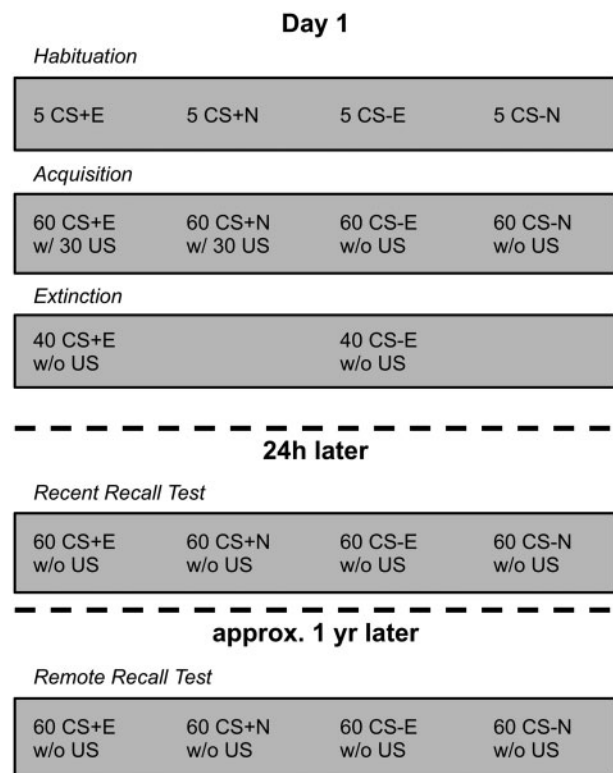 Day 1
Habituation
5 CS+E 5 CS+N 5 CS-E 5 CS-N
Acquisition
60 CS+E 60 CS+N 60 CS-E 60 CS-N
w/ 30 US w/ 30 US w/o US w/o US
Extinction
40 CS+E 40 CS-E
w/o US w/o US
24h later
Recent Recall Test
60 CS+E 60 CS+N 60 CS-E 60 CS-N
w/o US w/o US w/o US w/o US
approx. 1 yr later
Remote Recall Test
60 CS+E 60 CS+N 60 CS-E 60 CS-N
w/o US w/o US w/o US w/o US